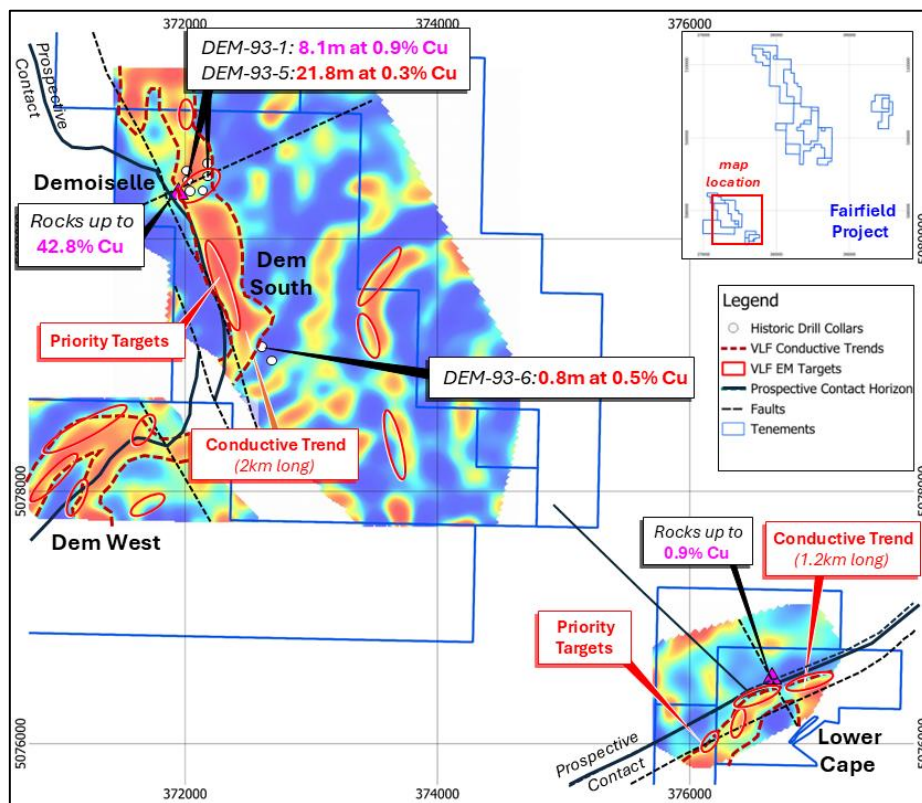 372000
374000
376000
DEM-93-1: 8.1m at 0.9% Cu
DEM-93-5:21.8m at 0.3% Cu
Prospective
Contact
Demoiselle
Rocks up to
42.8% Cu
Dem
South
Priority Targets
DEM-93-6:0.8m at 0.5% Cu
Conductive Trend
(2km long)
Dem West
map
location
Fairfield
Project
Legend
Historic Drill Collars
VLF Conductive Trends
VLF EM Targets
Prospective Contact Horizon
Faults
Tenements
5078000
5078000
Rocks up to
0.9% Cu
Conductive Trend
(1.2km long)
Priority
Targets
Prospective
Contact
Lower
Cape
5076000
5076000
372000
374000
376000